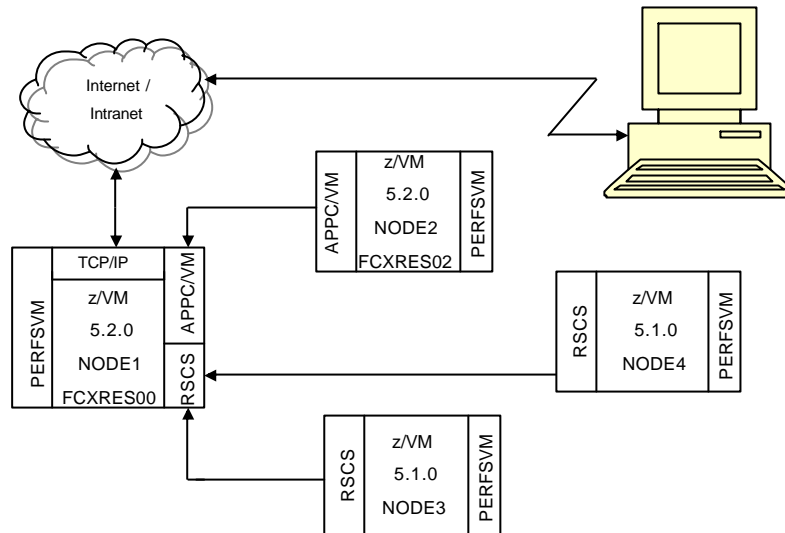 Internet /
Intranet
APPC/VM
z/VM
5.2.0
NODE2
FCXRES02
PERFSVM
PERFSVM
TCP/IP
z/VM
5.2.0
NODE1
FCXRES00
APPC/VM
RSCS
RSCS
z/VM
5.1.0
NODE4
PERFSVM
RSCS
z/VM
5.1.0
NODE3
PERFSVM